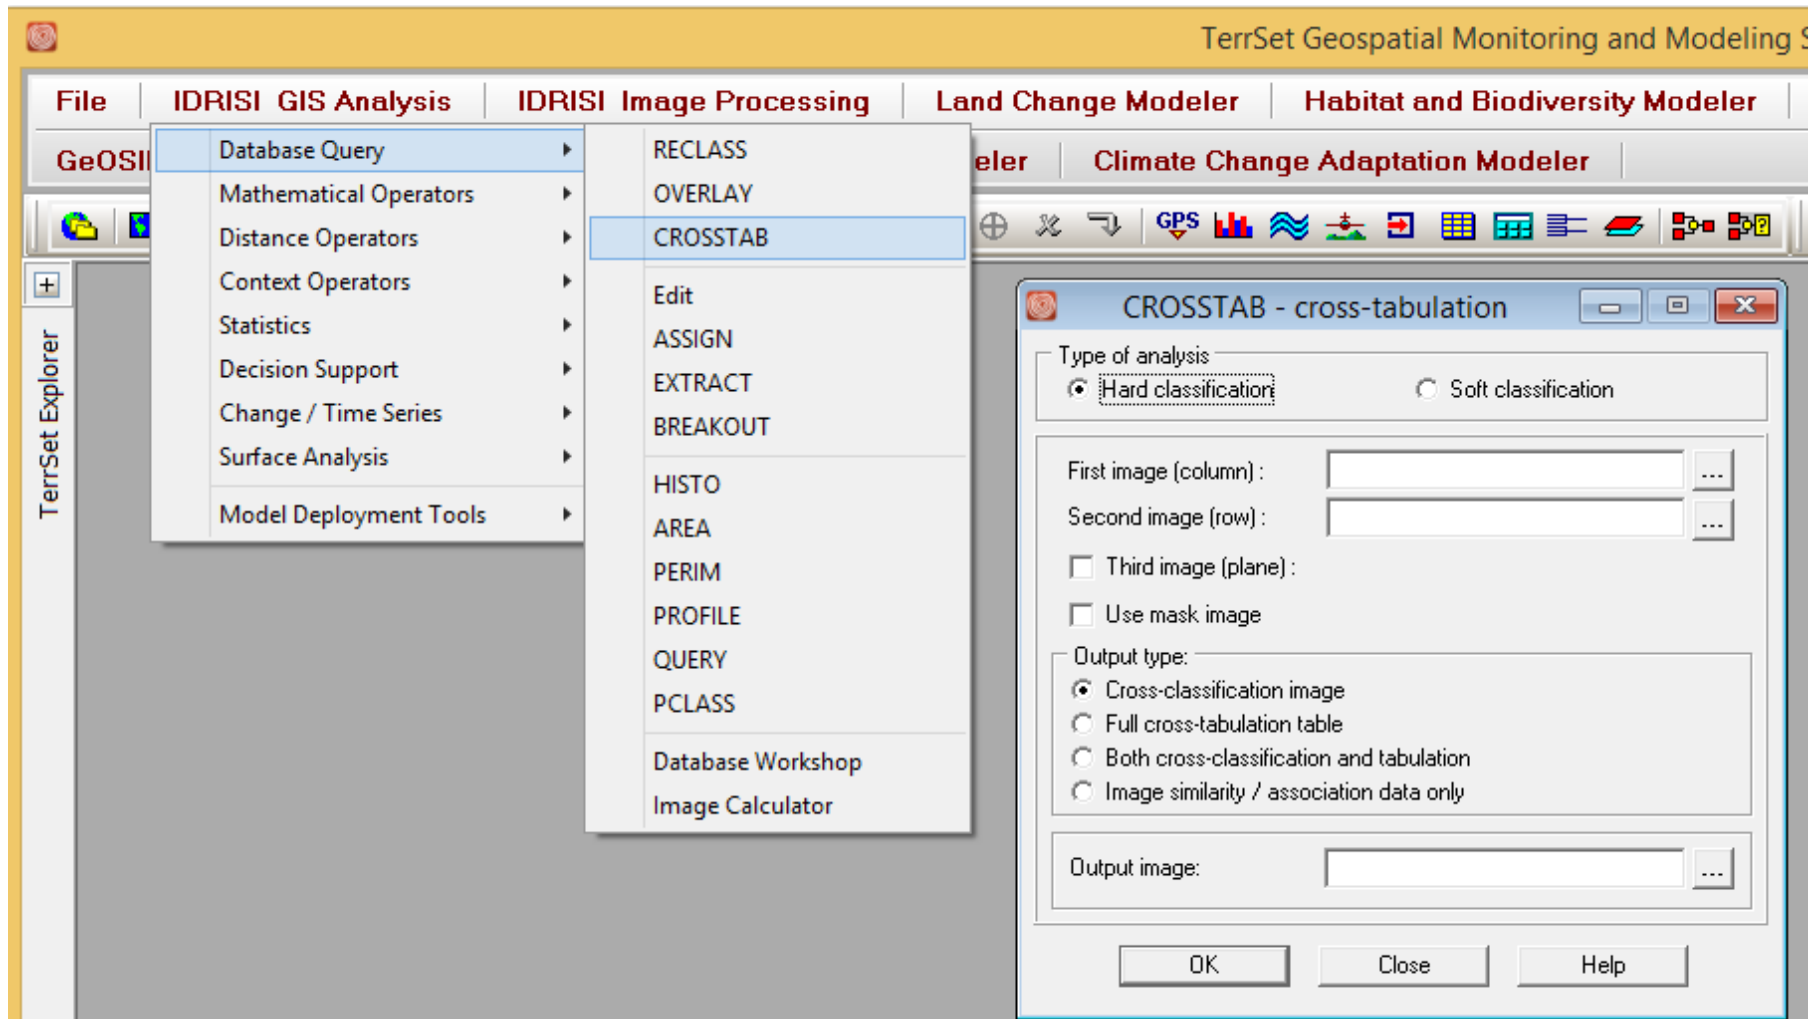 TerrSet Geospatial Monitoring and Modeling
File IDRISI GIS Analysis IDRISI Image Processing Land Change Modeler Habitat and Biodiversity Modeler
GeOSI eler Climate Change Adaptation Modeler
GPS
TerrSet Explorer
Database Query
Mathematical Operators
Distance Operators
Context Operators
Statistics
Decision Support
Change / Time Series
Surface Analysis
Model Deployment Tools
RECLASS
OVERLAY
CROSSTAB
Edit
ASSIGN
EXTRACT
BREAKOUT
HISTO
AREA
PERIM
PROFILE
QUERY
PCLASS
Database Workshop
Image Calculator
CROSSTAB - cross-tabulation
Type of analysis
Hard classification Soft classification
First image (column) : ...
Second image (row) : ...
Third image (plane) :
Use mask image
Output type:
Cross-classification image
Full cross-tabulation table
Both cross-classification and tabulation
Image similarity / association data only
Output image: ...
OK Close Help